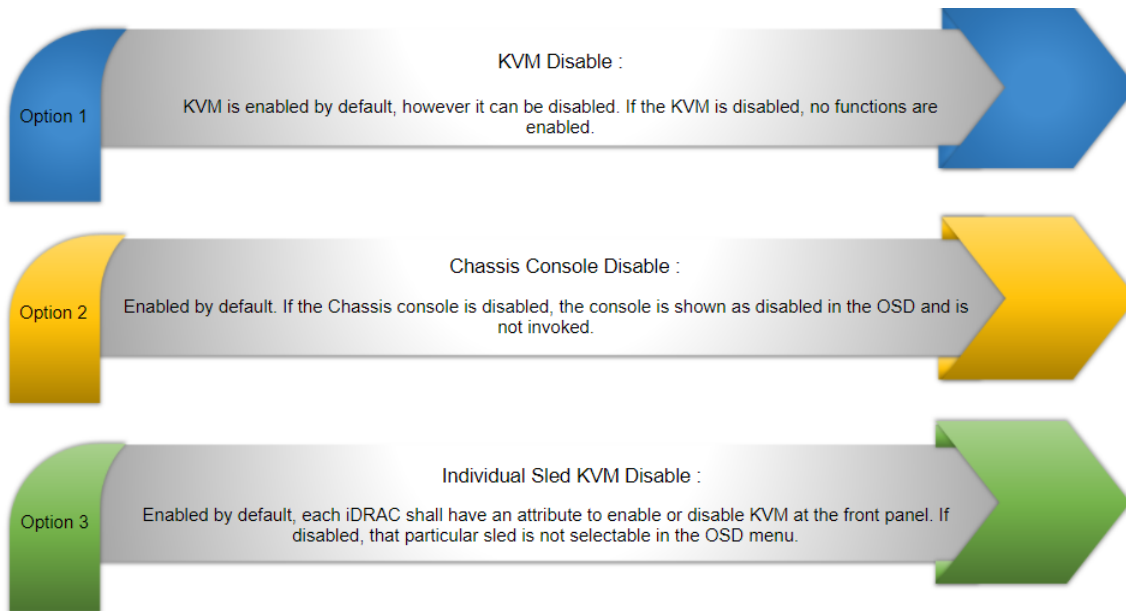 KVM Disable :
Option 1
KVM is enabled by default, however it can be disabled. If the KVM is disabled, no functions are
enabled.
Chassis Console Disable :
Option 2
Enabled by default. If the Chassis console is disabled, the console is shown as disabled in the OSD and is
not invoked.
Individual Sled KVM Disable :
Option 3
Enabled by default, each iDRAC shall have an attribute to enable or disable KVM at the front panel. If
disabled, that particular sled is not selectable in the OSD menu.